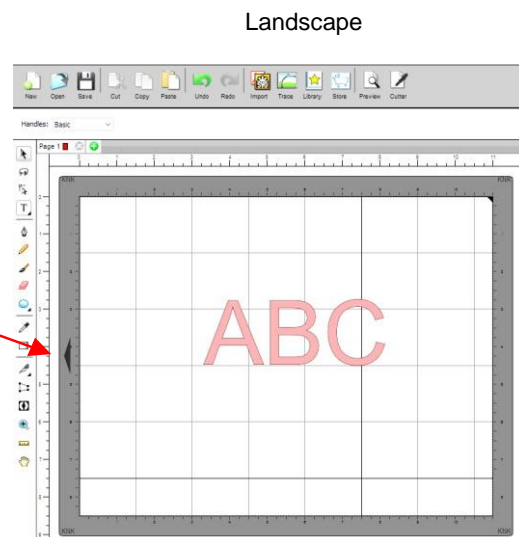 Landscape
New Open Save Cut Copy Paste Undo Redo Import Trace Library Store Preview Cutter
Handles: Basic
Page 1
KNK KNK
T
ABC
KNK KNK